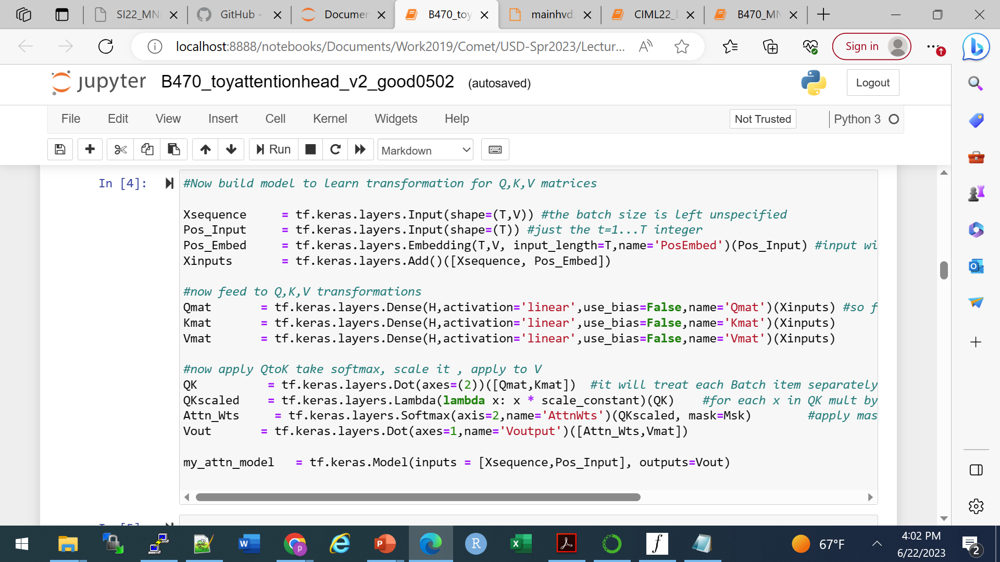 SI22_MNI
GitHub -
Documen
B470_toy
mainhvd.
CIML22_
B470_MN
localhost:8888/notebooks/Documents/Work2019/Comet/USD-Spr2023/Lectur...
Sign in
jupyter B470_toyattentionhead_v2_good0502 (autosaved)
Logout
File Edit View Insert Cell Kernel Widgets Help
Not Trusted
Python 3
Run
Markdown
In [4]:
#Now build model to learn transformation for Q,K,V matrices
Xsequence     = tf.keras.layers.Input(shape=(T,V)) #the batch size is left unspecified
Pos_Input     = tf.keras.layers.Input(shape=(T)) #just the t=1...T integer
Pos_Embed     = tf.keras.layers.Embedding(T,V, input_length=T,name='PosEmbed')(Pos_Input) #input wi
Xinputs       = tf.keras.layers.Add()([Xsequence, Pos_Embed])
#now feed to Q,K,V transformations
Qmat       = tf.keras.layers.Dense(H,activation='linear',use_bias=False,name='Qmat')(Xinputs) #so f
Kmat       = tf.keras.layers.Dense(H,activation='linear',use_bias=False,name='Kmat')(Xinputs)
Vmat       = tf.keras.layers.Dense(H,activation='linear',use_bias=False,name='Vmat')(Xinputs)
#now apply QtoK take softmax, scale it , apply to V
QK          = tf.keras.layers.Dot(axes=(2))([Qmat,Kmat])  #it will treat each Batch item separately
QKscaled    = tf.keras.layers.Lambda(lambda x: x * scale_constant)(QK)    #for each x in QK mult by
Attn_Wts     = tf.keras.layers.Softmax(axis=2,name='AttnWts')(QKscaled, mask=Msk)        #apply mas
Vout       = tf.keras.layers.Dot(axes=1,name='Voutput')([Attn_Wts,Vmat])
my_attn_model   = tf.keras.Model(inputs = [Xsequence,Pos_Input], outputs=Vout)
67°F
4:02 PM
6/22/2023
2